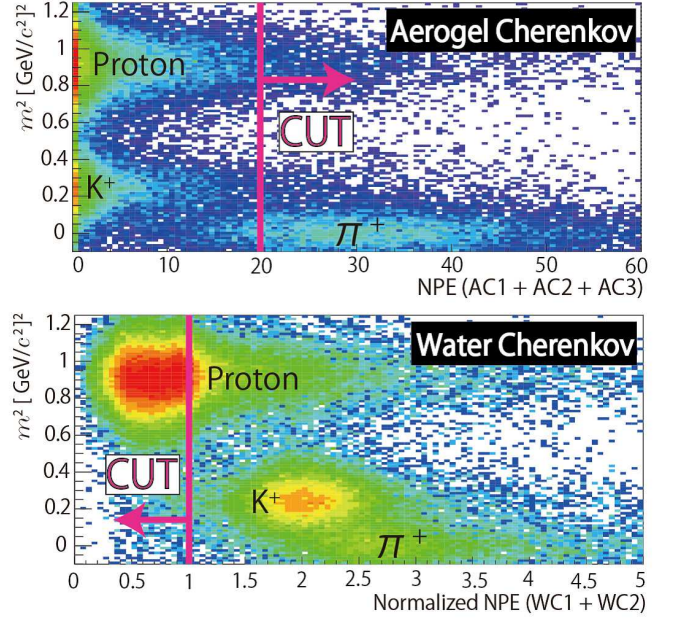 Aerogel Cherenkov
m² [ GeV/c²]²
1.2
1
0.8
0.6
0.4
0.2
0
Proton
CUT
K⁺
π⁺
0 10 20 30 40 50 60
NPE (AC1 + AC2 + AC3)
Water Cherenkov
m² [ GeV/c²]²
1.2
1
0.8
0.6
0.4
0.2
0
Proton
CUT
K⁺
π⁺
0 0.5 1 1.5 2 2.5 3 3.5 4 4.5 5
Normalized NPE (WC1 + WC2)